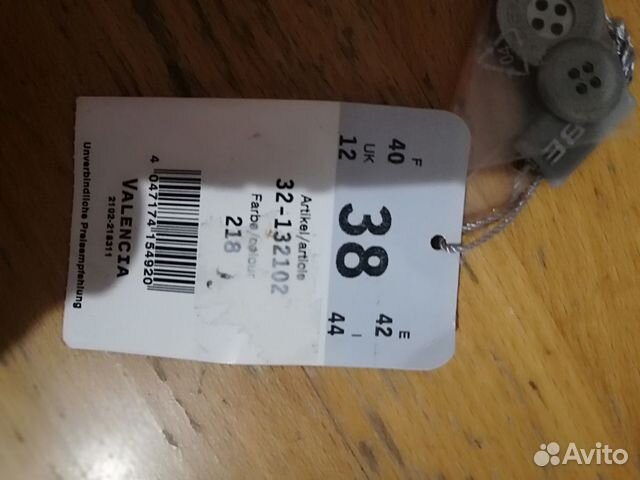 F
40
E
42
UK
12
38
I
44
Artikel/article
32-132102
Farbe/colour
218
4 047174 154920
VALENCIA
2102-218311
Unverbindliche Preisempfehlung
BE
Avito